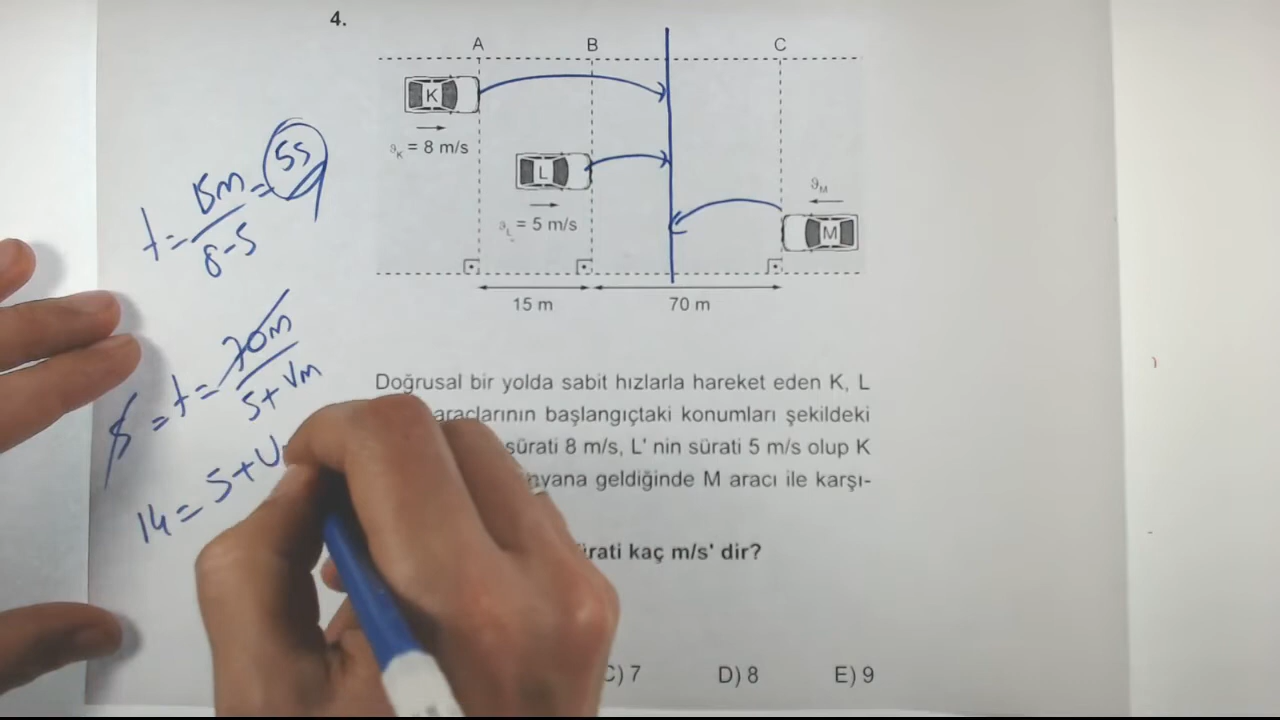 4.
A B C
K
ϑK = 8 m/s
L
ϑL = 5 m/s
ϑM
M
15 m 70 m
t = 15m / 8-5 = 5s
5 = t = 70m / 5+Vm
14 = 5+V
Doğrusal bir yolda sabit hızlarla hareket eden K, L
araçlarının başlangıçtaki konumları şekildeki
sürati 8 m/s, L' nin sürati 5 m/s olup K
geldiğinde M aracı ile karşı-
kaç m/s' dir?
C) 7 D) 8 E) 9